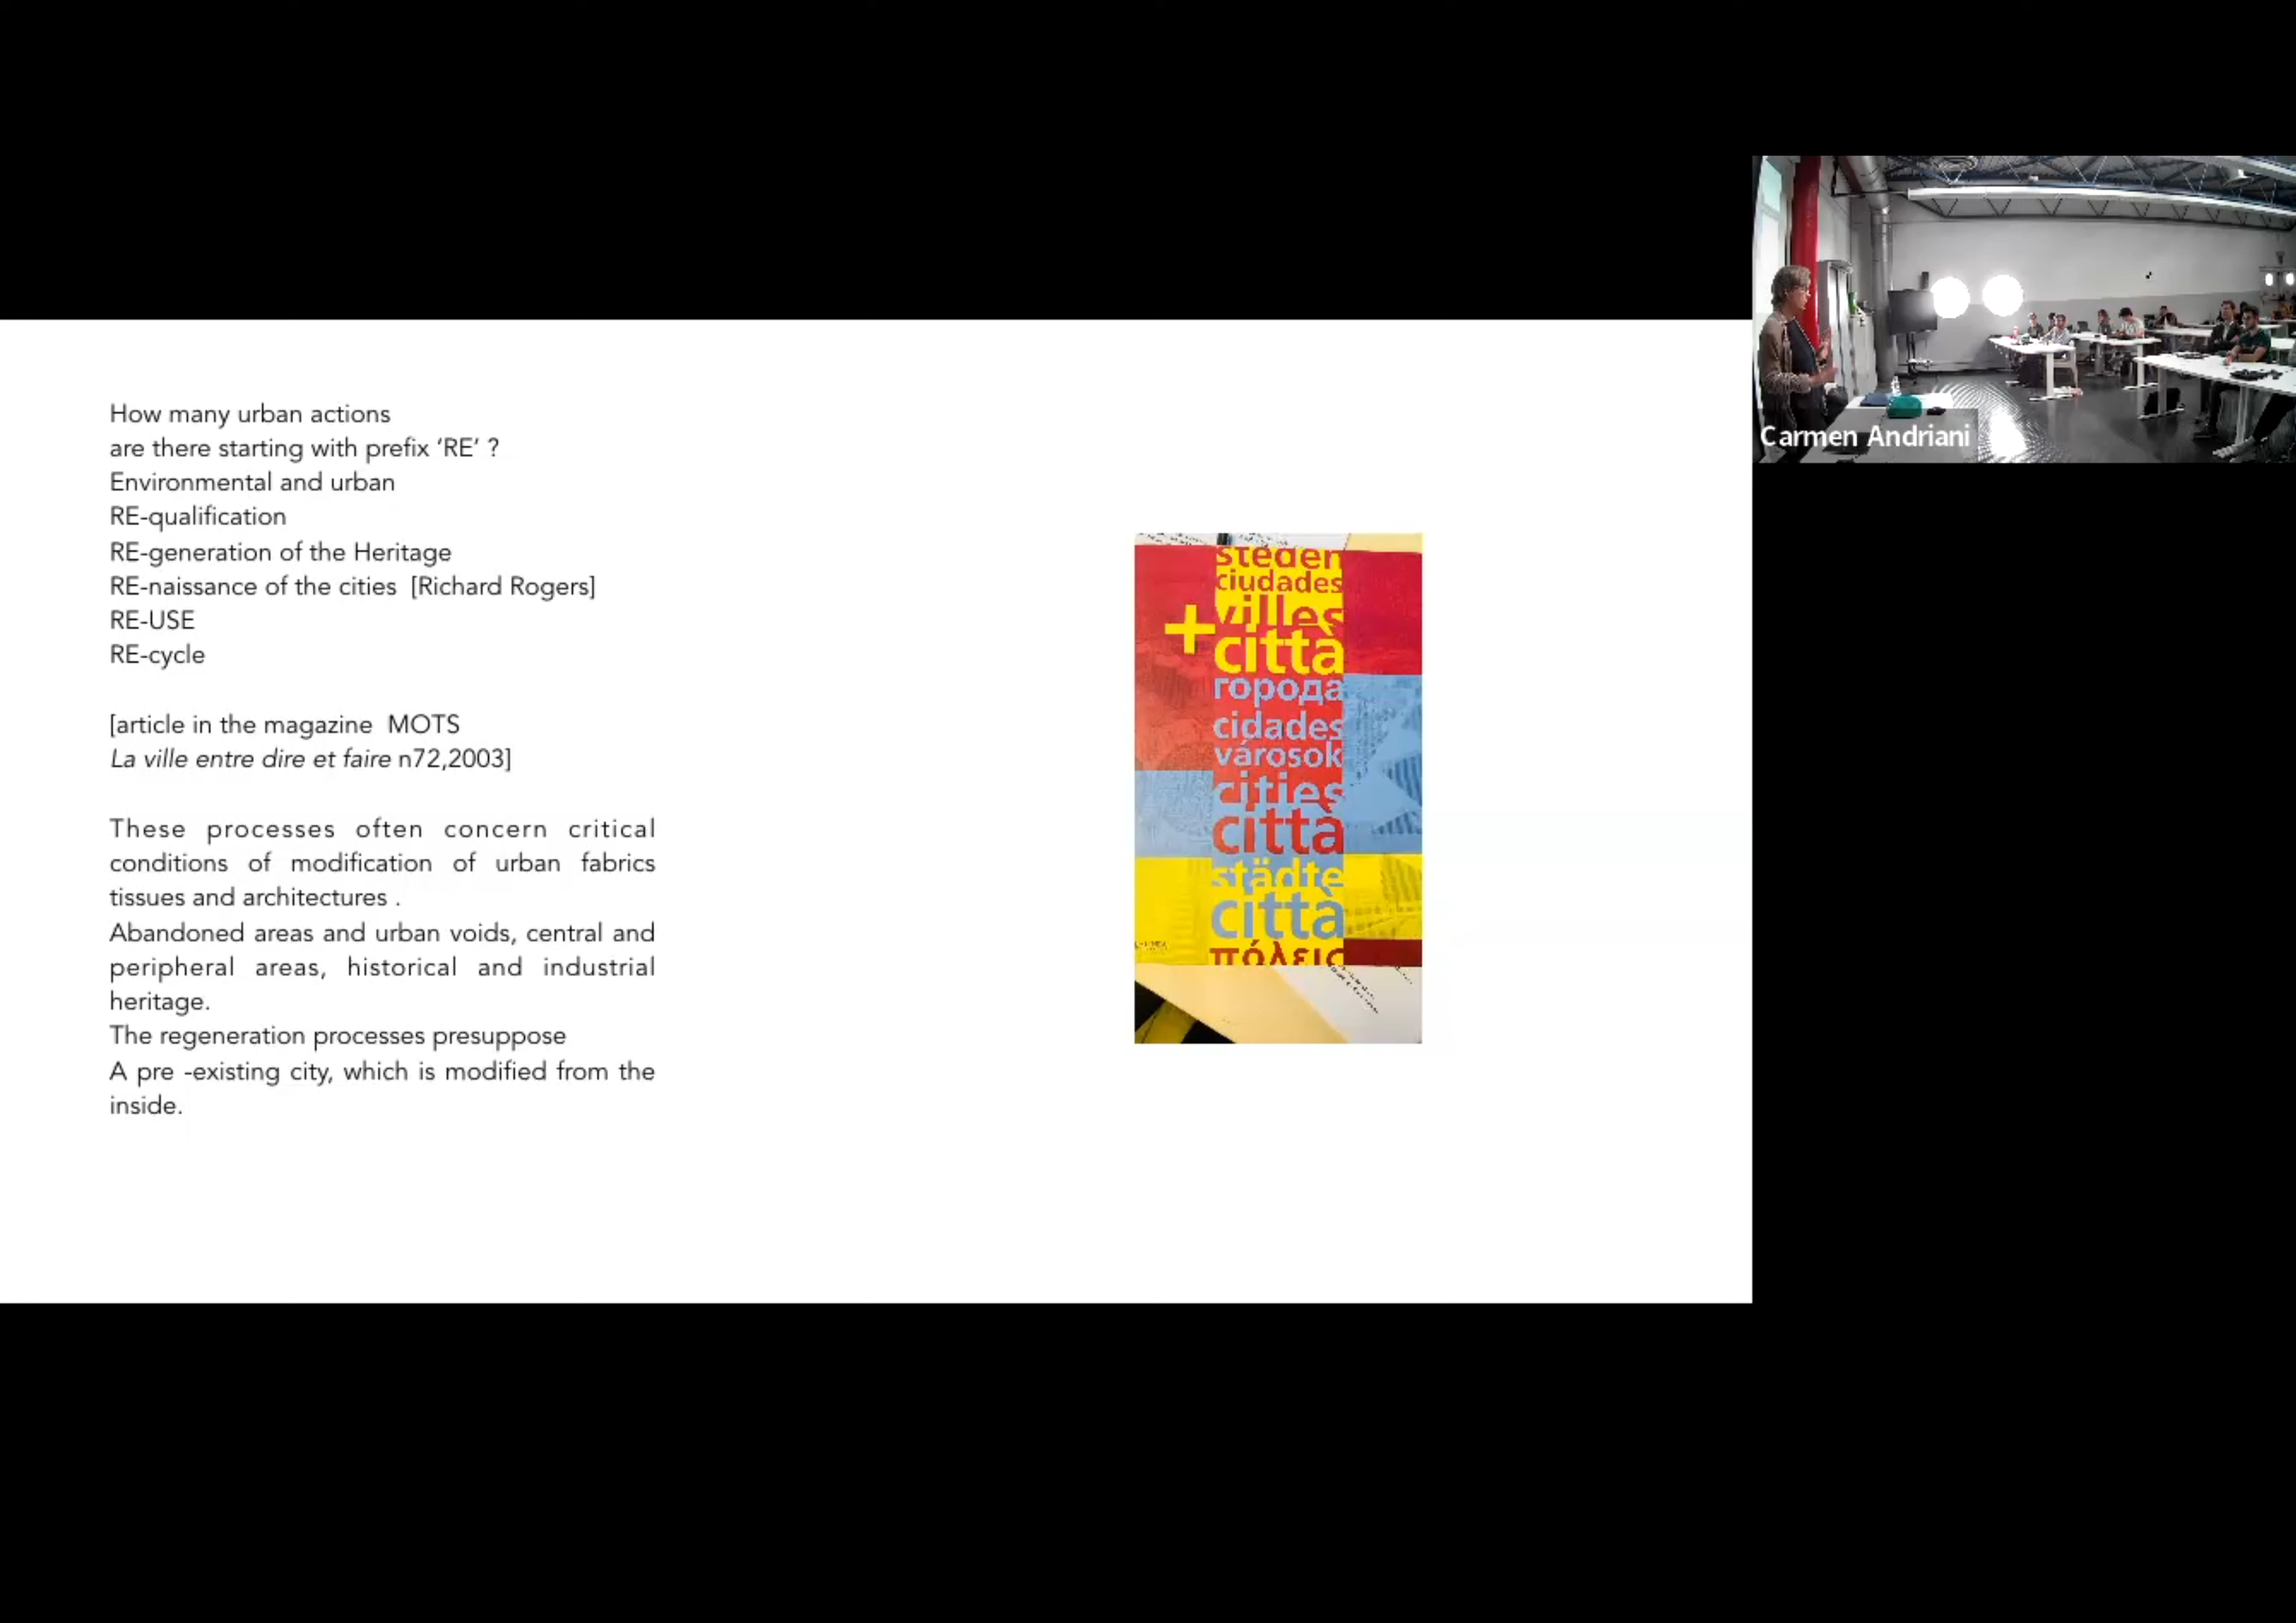 How many urban actions
are there starting with prefix ‘RE’ ?
Environmental and urban
RE-qualification
RE-generation of the Heritage
RE-naissance of the cities [Richard Rogers]
RE-USE
RE-cycle
[article in the magazine MOTS
La ville entre dire et faire n72,2003]
These processes often concern critical
conditions of modification of urban fabrics
tissues and architectures .
Abandoned areas and urban voids, central and
peripheral areas, historical and industrial
heritage.
The regeneration processes presuppose
A pre -existing city, which is modified from the
inside.
steden
ciudades
villes
+città
города
cidades
városok
cities
città
städte
città
πόλεις
Carmen Andriani